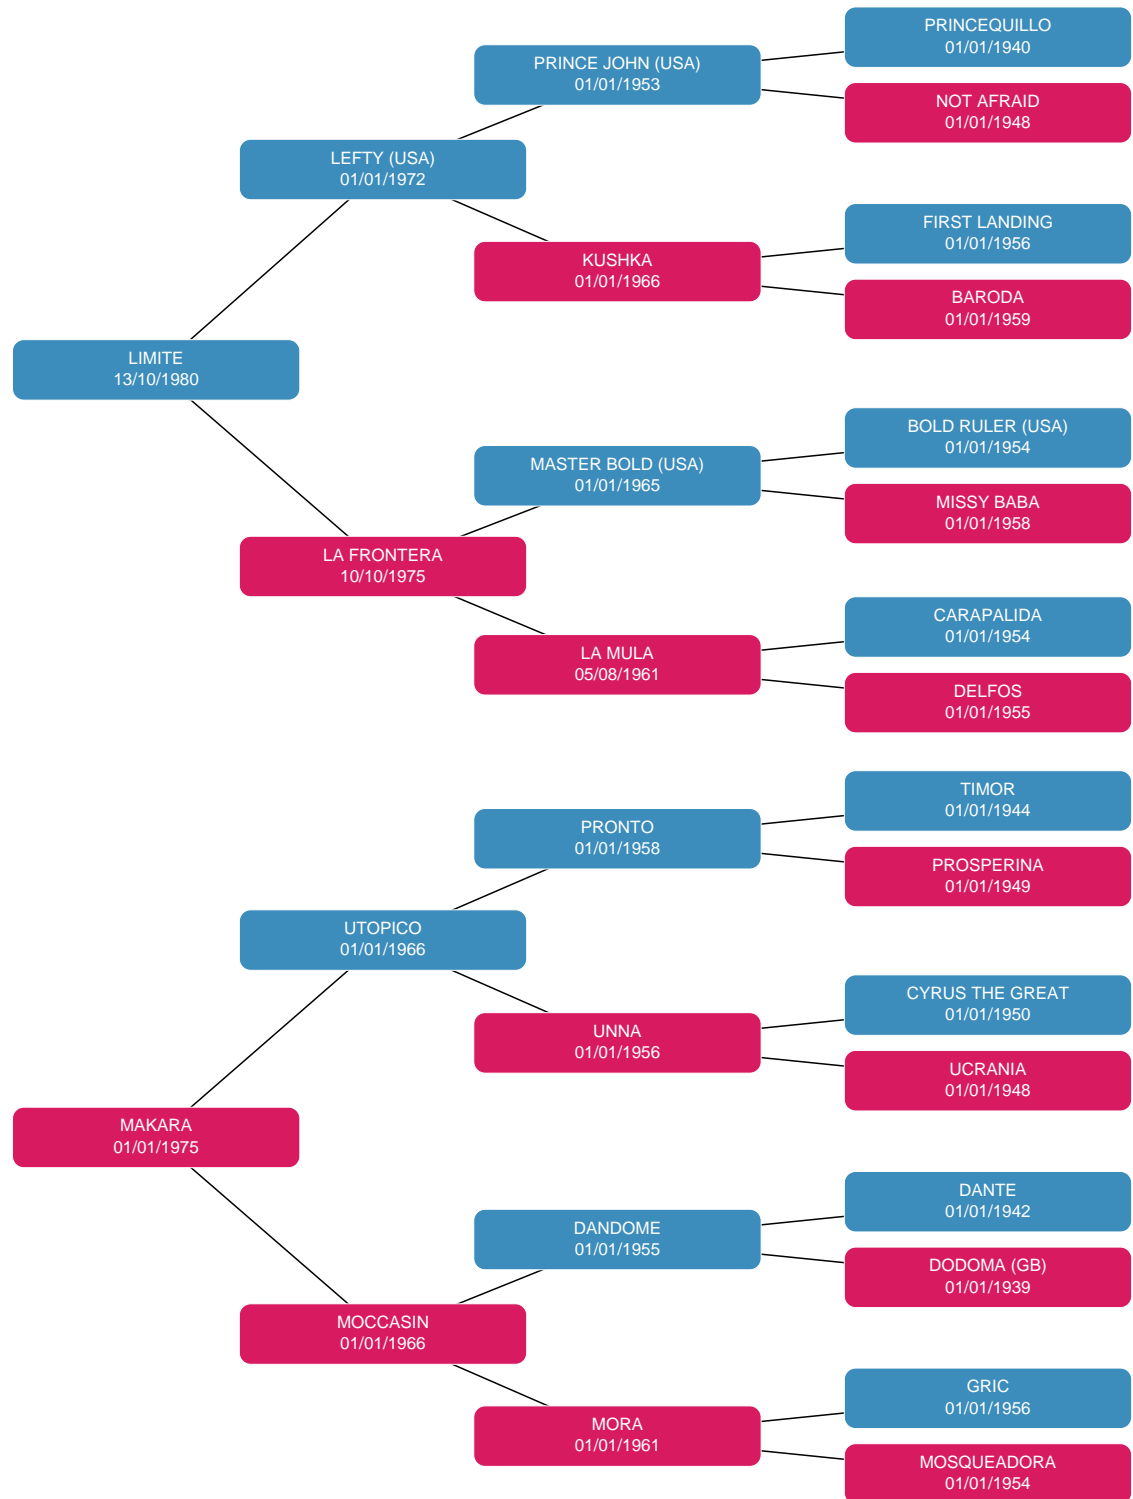 PRINCEQUILLO
01/01/1940
PRINCE JOHN (USA)
01/01/1953
NOT AFRAID
01/01/1948
LEFTY (USA)
01/01/1972
FIRST LANDING
01/01/1956
KUSHKA
01/01/1966
BARODA
01/01/1959
LIMITE
13/10/1980
BOLD RULER (USA)
01/01/1954
MASTER BOLD (USA)
01/01/1965
MISSY BABA
01/01/1958
LA FRONTERA
10/10/1975
CARAPALIDA
01/01/1954
LA MULA
05/08/1961
DELFOS
01/01/1955
TIMOR
01/01/1944
PRONTO
01/01/1958
PROSPERINA
01/01/1949
UTOPICO
01/01/1966
CYRUS THE GREAT
01/01/1950
UNNA
01/01/1956
UCRANIA
01/01/1948
MAKARA
01/01/1975
DANTE
01/01/1942
DANDOME
01/01/1955
DODOMA (GB)
01/01/1939
MOCCASIN
01/01/1966
GRIC
01/01/1956
MORA
01/01/1961
MOSQUEADORA
01/01/1954